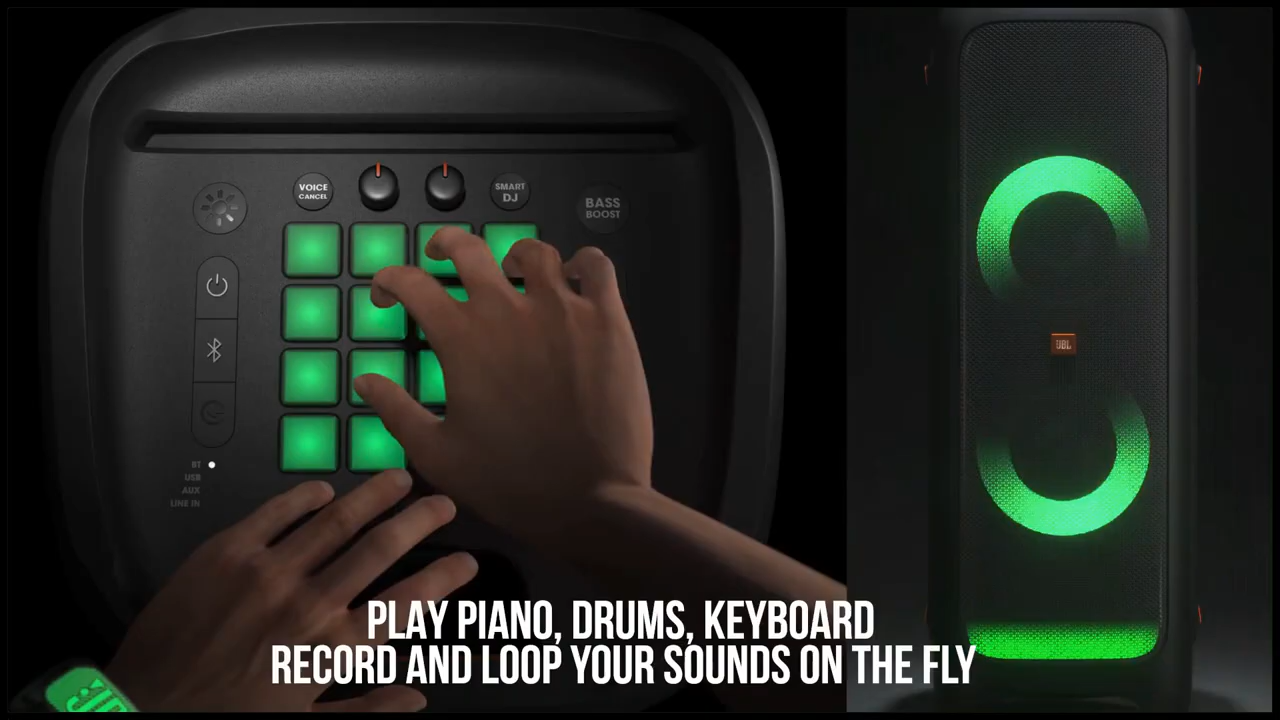 VOICE
CANCEL
SMART
DJ
BASS
BOOST
BT
USB
AUX
LINE IN
JBL
PLAY PIANO, DRUMS, KEYBOARD
RECORD AND LOOP YOUR SOUNDS ON THE FLY